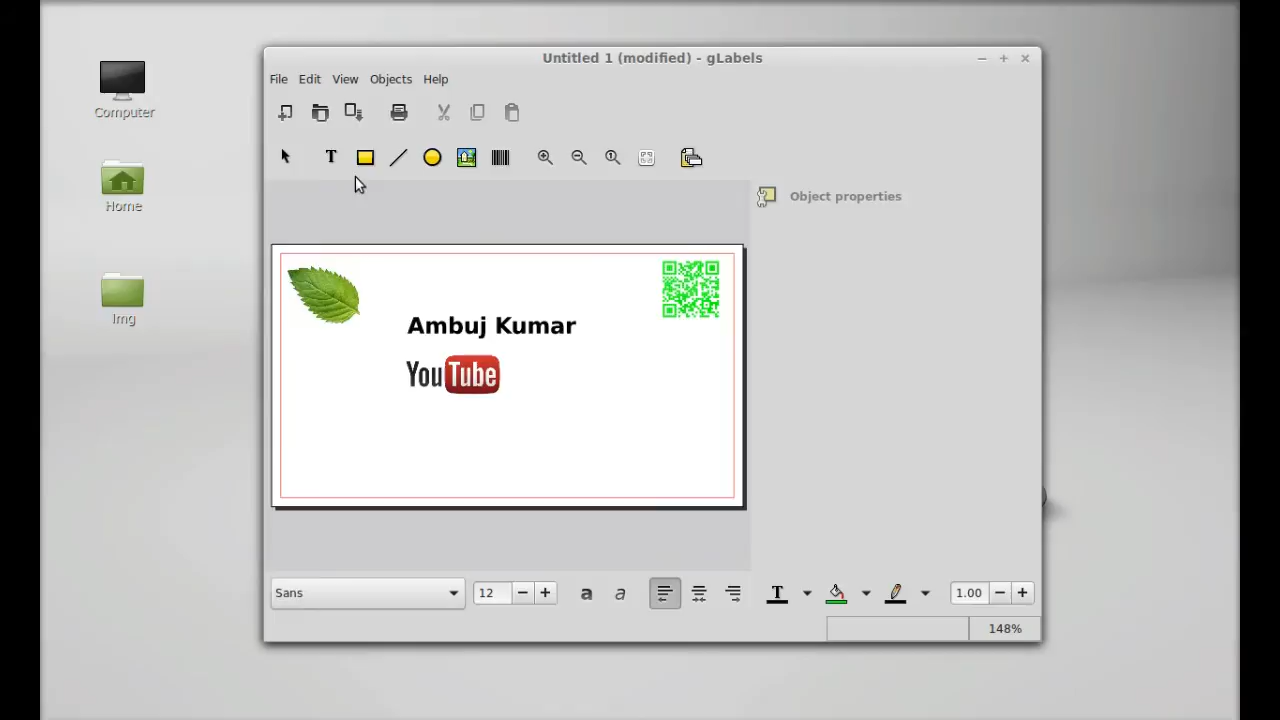 Untitled 1 (modified) - gLabels
File Edit View Objects Help
Computer
T
Home
Object properties
Ambuj Kumar
YouTube
Img
Sans 12 a a T 1.00
148%